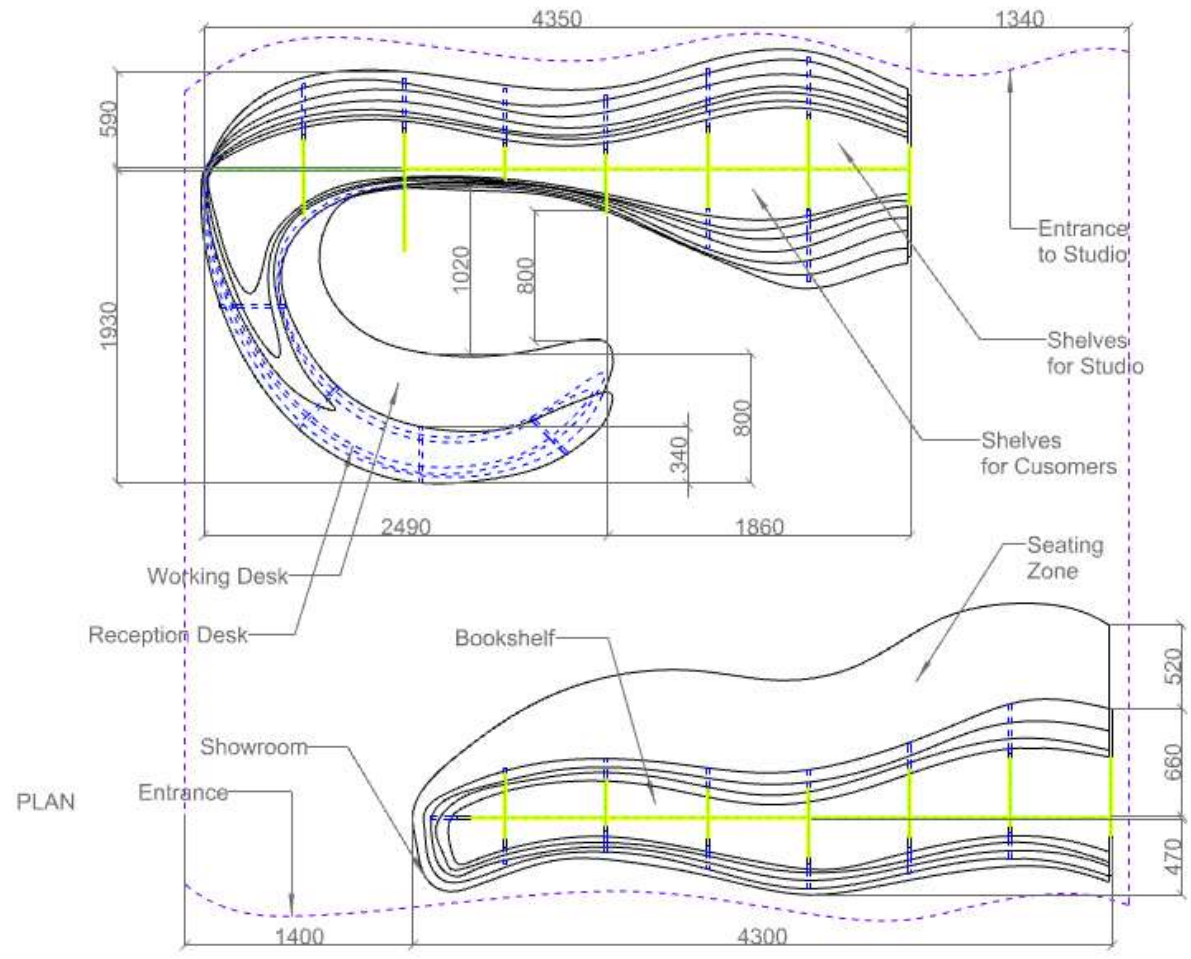 4350
1340
590
Entrance
to Studio
1020
800
1930
Shelves
for Studio
800
340
Shelves
for Cusomers
2490
1860
Seating
Zone
Working Desk
Reception Desk
Bookshelf
520
Showroom
660
Entrance
PLAN
470
1400
4300